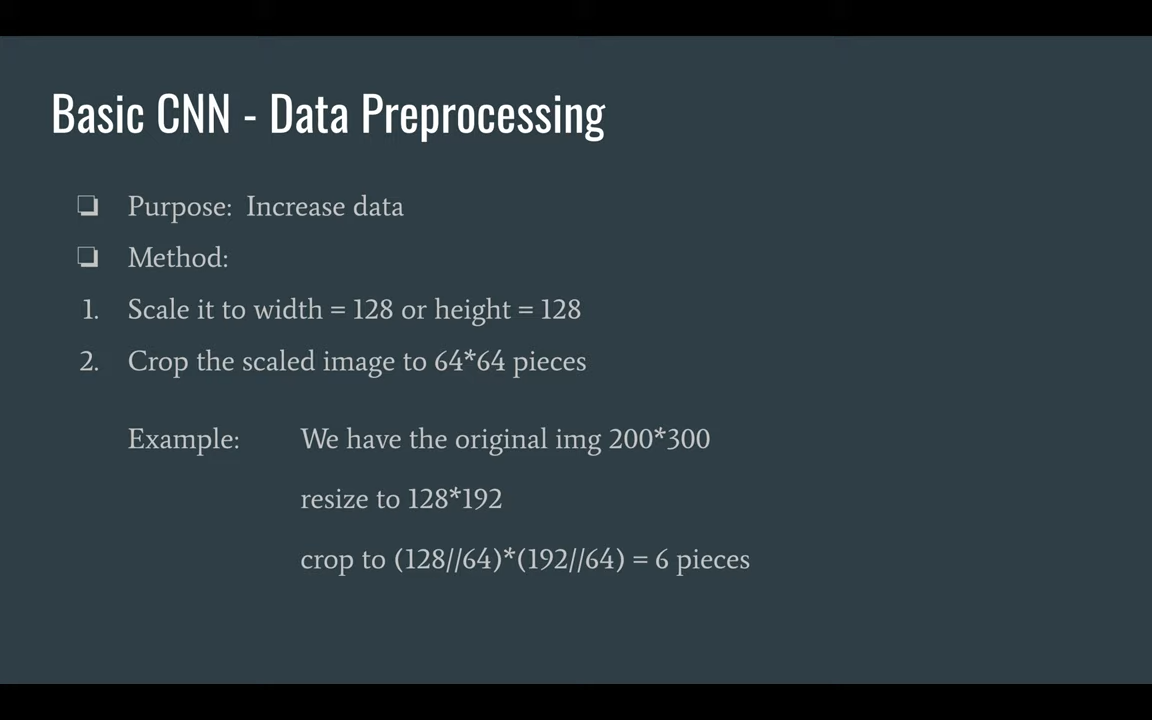 Basic CNN - Data Preprocessing
❏ Purpose: Increase data
❏ Method:
1. Scale it to width = 128 or height = 128
2. Crop the scaled image to 64*64 pieces
Example: We have the original img 200*300
resize to 128*192
crop to (128//64)*(192//64) = 6 pieces